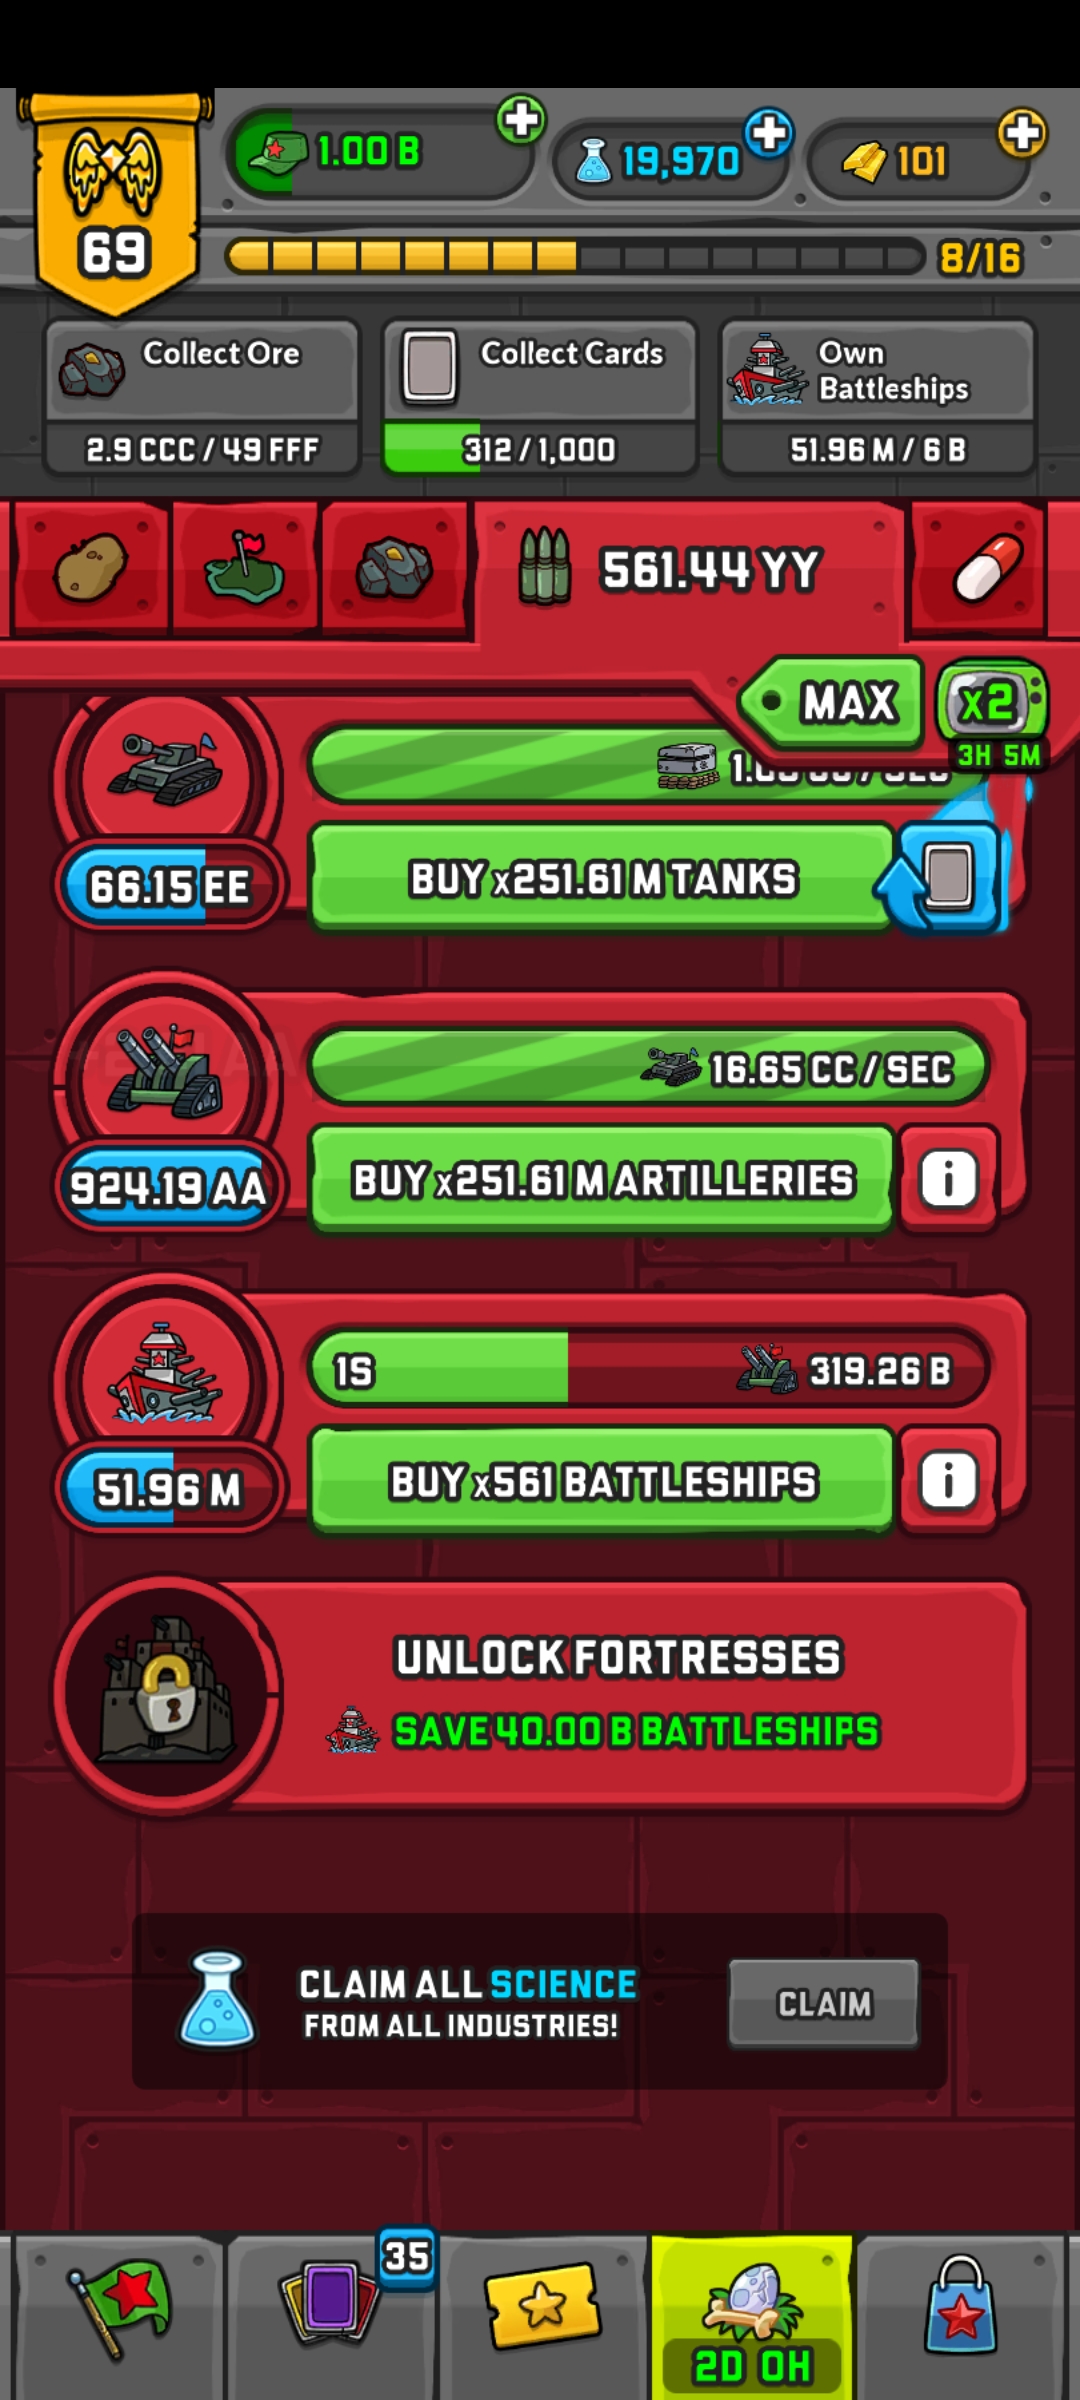 69
1.00 B
19,970
101
8/16
Collect Ore
2.9 CCC / 49 FFF
Collect Cards
312 / 1,000
Own
Battleships
51.96 M / 6 B
561.44 YY
MAX
x2
3H 5M
66.15 EE
BUY x251.61 M TANKS
16.65 CC / SEC
924.19 AA
BUY x251.61 M ARTILLERIES
i
1S
319.26 B
51.96 M
BUY x561 BATTLESHIPS
i
UNLOCK FORTRESSES
SAVE 40.00 B BATTLESHIPS
CLAIM ALL SCIENCE
FROM ALL INDUSTRIES!
CLAIM
35
2D 0H